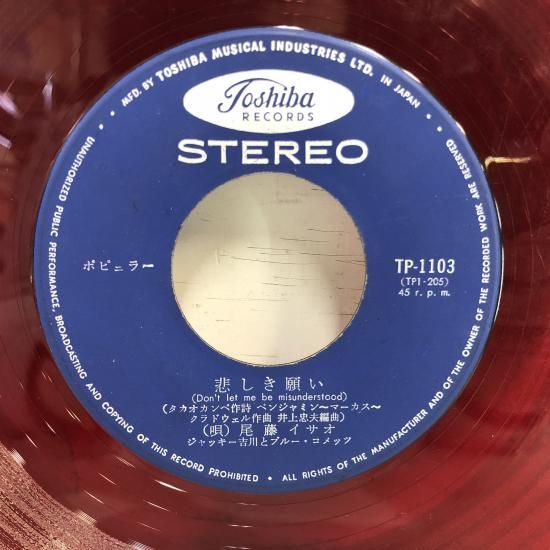 MFD. BY TOSHIBA MUSICAL INDUSTRIES LTD. IN JAPAN •
Toshiba
RECORDS
STEREO
ポピュラー
TP-1103
(TP1-205)
45 r. p. m.
悲しき願い
(Don't let me be misunderstood)
(タカオカンベ作詩 ベンジャミン〜マーカス〜
クラドウェル作曲 井上忠夫編曲)
(唄) 尾藤イサオ
ジャッキー吉川とブルー・コメッツ
UNAUTHORIZED PUBLIC PERFORMANCE, BROADCASTING AND COPYING OF THIS RECORD PROHIBITED • ALL RIGHTS OF THE MANUFACTURER AND OF THE OWNER OF THE RECORDED WORK ARE RESERVED